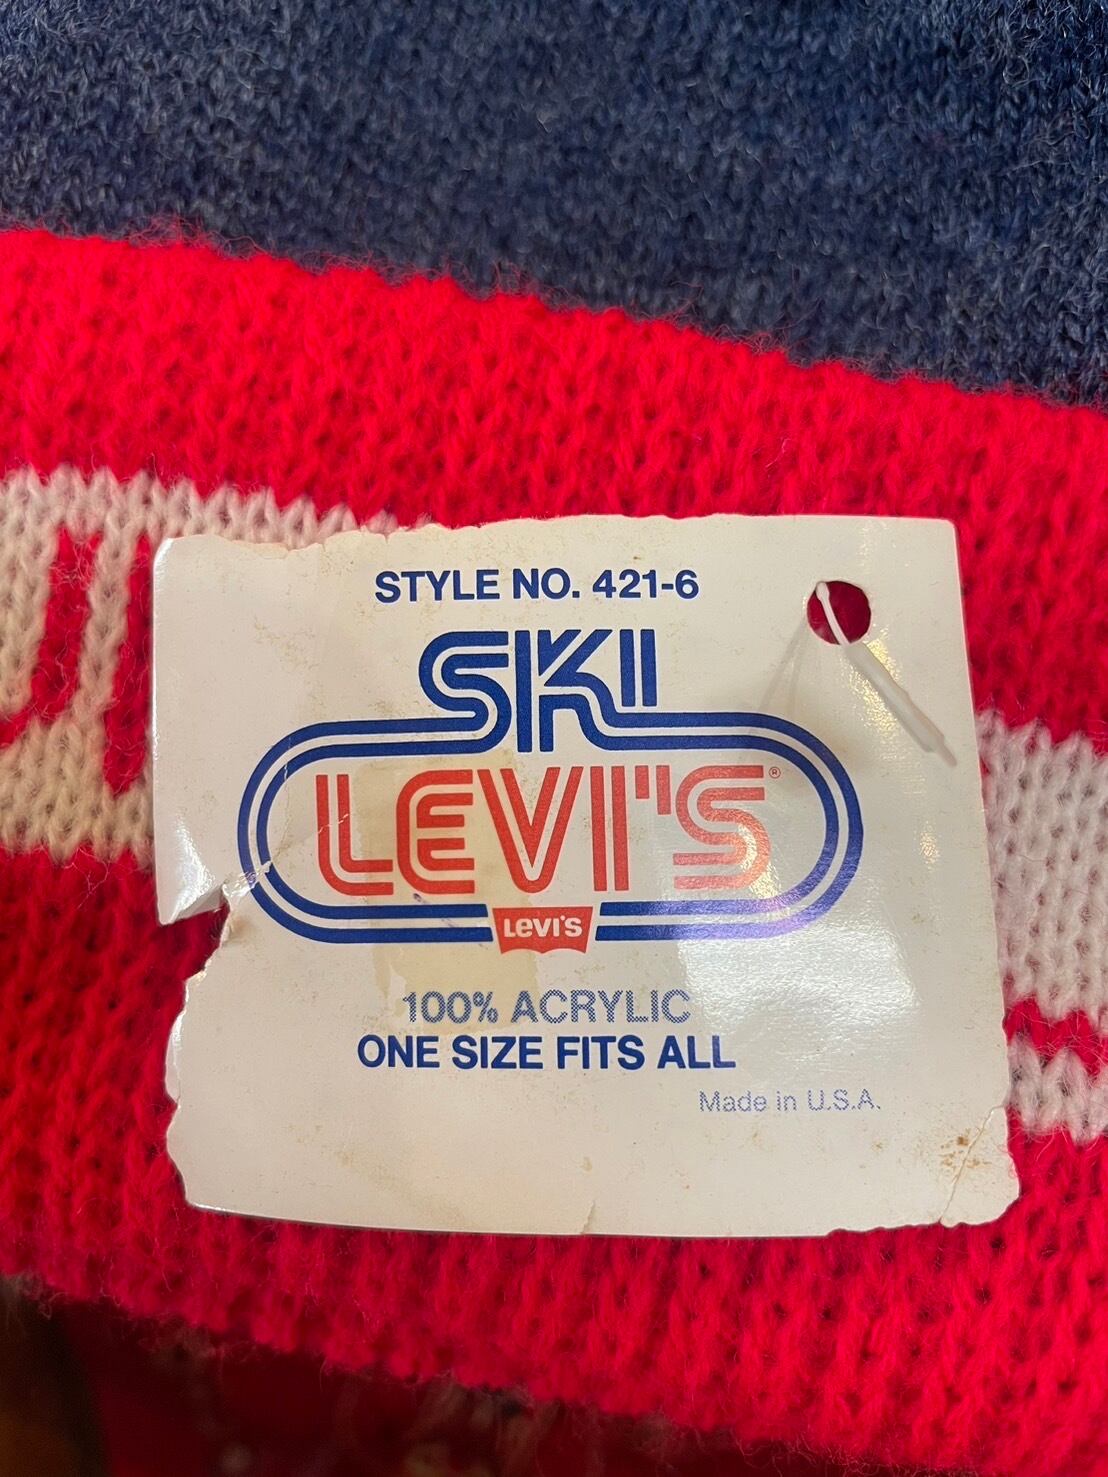 STYLE NO. 421-6
SKI
LEVI'S®
LEVI'S
100% ACRYLIC
ONE SIZE FITS ALL
Made in U.S.A.